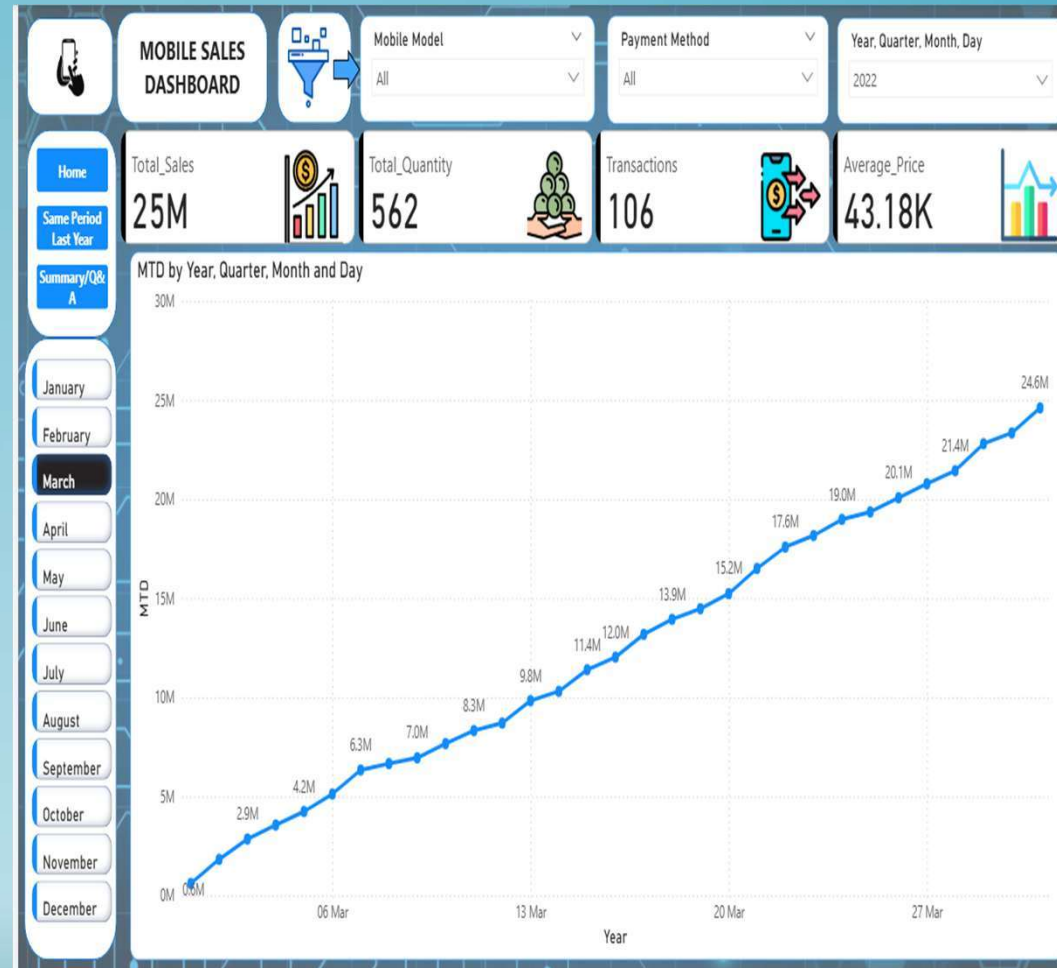 MOBILE SALES
DASHBOARD
Mobile Model
All
Payment Method
All
Year, Quarter, Month, Day
2022
Home
Same Period
Last Year
Summary/Q&
A
Total_Sales
25M
Total_Quantity
562
Transactions
106
Average_Price
43.18K
January
February
March
April
May
June
July
August
September
October
November
December
MTD by Year, Quarter, Month and Day
MTD
30M
25M
20M
15M
10M
5M
0M
0.6M
2.9M
4.2M
6.3M
7.0M
8.3M
9.8M
11.4M
12.0M
13.9M
15.2M
17.6M
19.0M
20.1M
21.4M
24.6M
06 Mar
13 Mar
20 Mar
27 Mar
Year